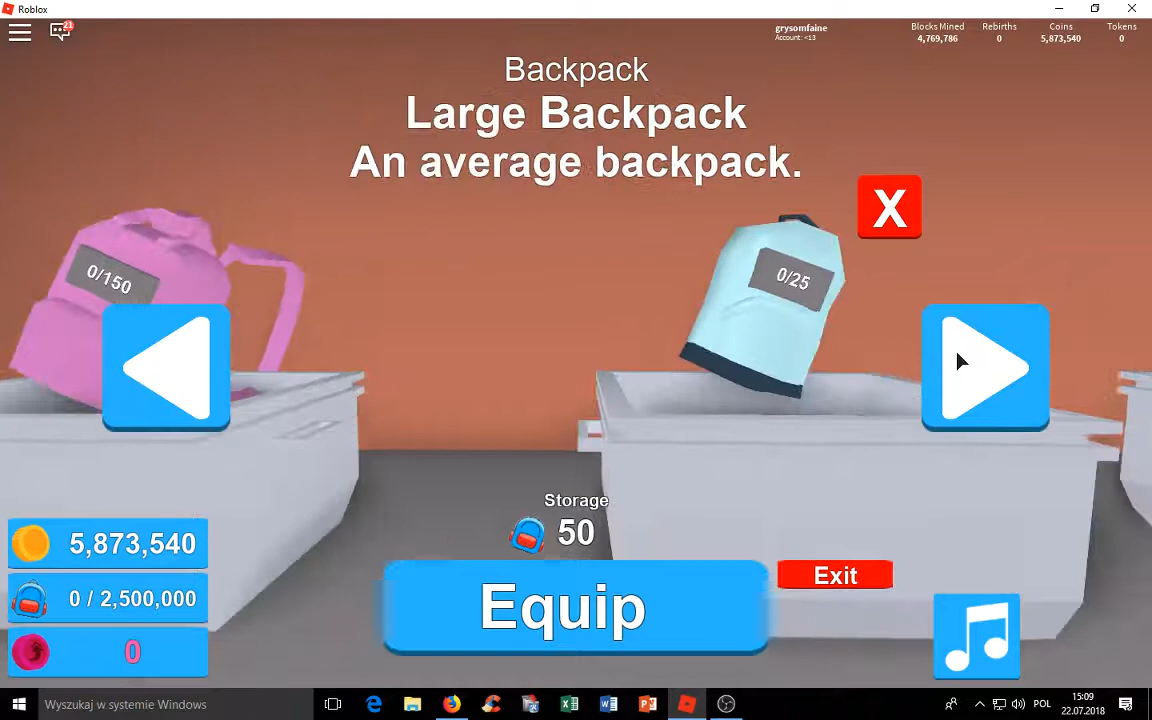 Roblox
21
grysomfaine
Account: <13
Blocks Mined
4,769,786
Rebirths
0
Coins
5,873,540
Tokens
0
Backpack
Large Backpack
An average backpack.
X
0/150
0/25
Storage
50
5,873,540
0 / 2,500,000
0
Equip
Exit
Wyszukaj w systemie Windows
POL
15:09
22.07.2018